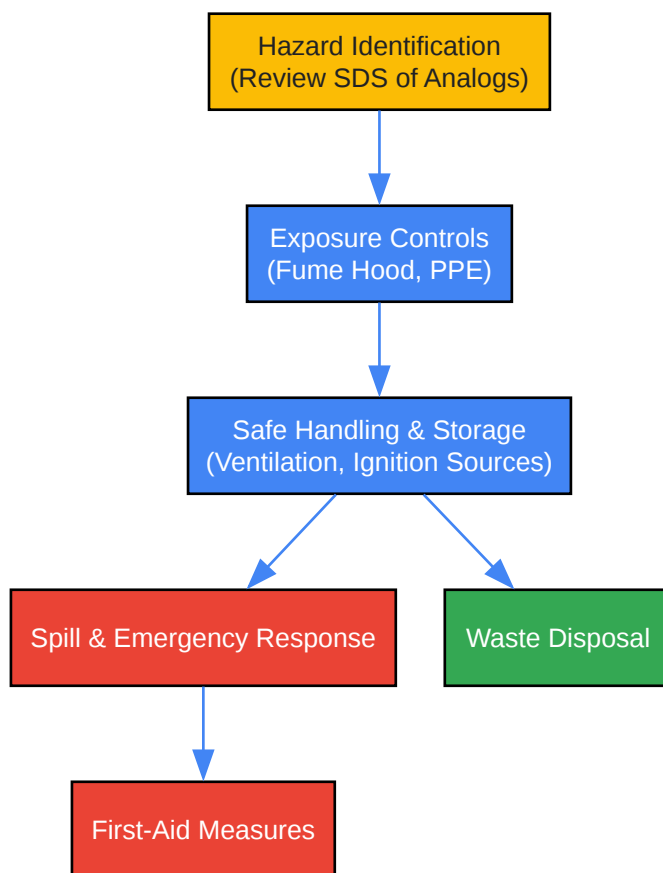 Hazard Identification
(Review SDS of Analogs)
Exposure Controls
(Fume Hood, PPE)
Safe Handling & Storage
(Ventilation, Ignition Sources)
Spill & Emergency Response
Waste Disposal
First-Aid Measures